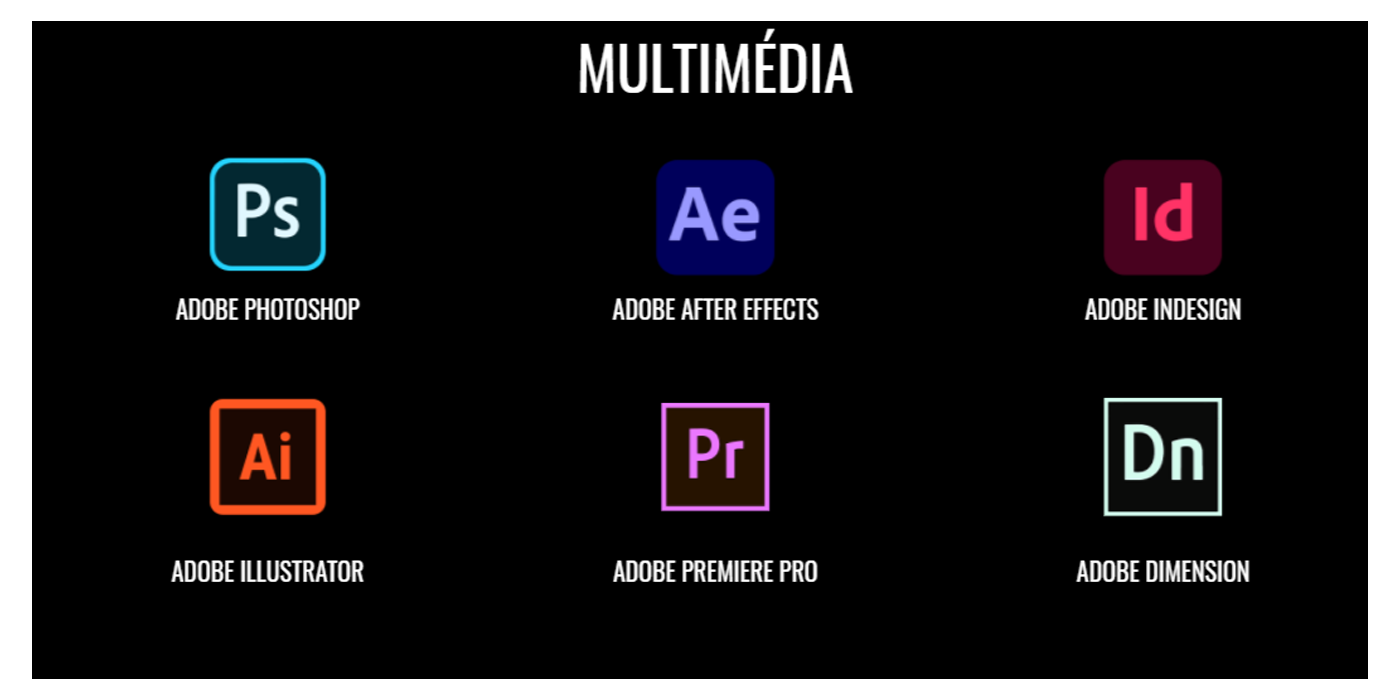 MULTIMÉDIA
Ps
Ae
Id
ADOBE PHOTOSHOP
ADOBE AFTER EFFECTS
ADOBE INDESIGN
Ai
Pr
Dn
ADOBE ILLUSTRATOR
ADOBE PREMIERE PRO
ADOBE DIMENSION